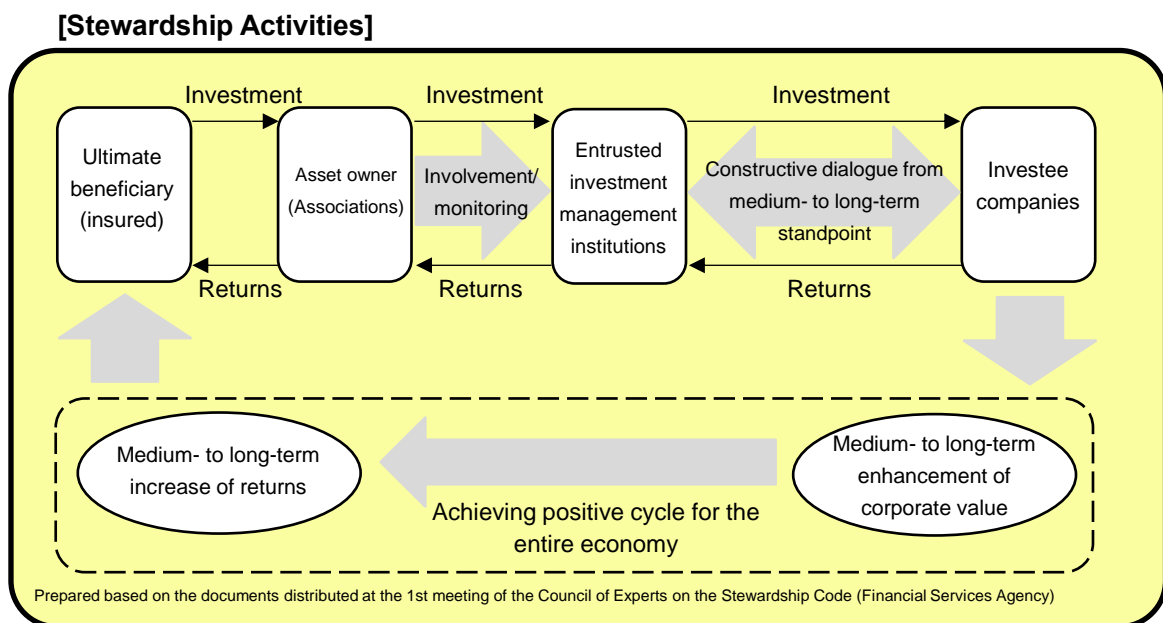 [Stewardship Activities]
Investment
Investment
Investment
Ultimate
beneficiary
(insured)
Asset owner
(Associations)
Involvement/
monitoring
Entrusted
investment
management
institutions
Constructive dialogue from
medium- to long-term
standpoint
Investee
companies
Returns
Returns
Returns
Medium- to long-term
increase of returns
Achieving positive cycle for the
entire economy
Medium- to long-term
enhancement of
corporate value
Prepared based on the documents distributed at the 1st meeting of the Council of Experts on the Stewardship Code (Financial Services Agency)